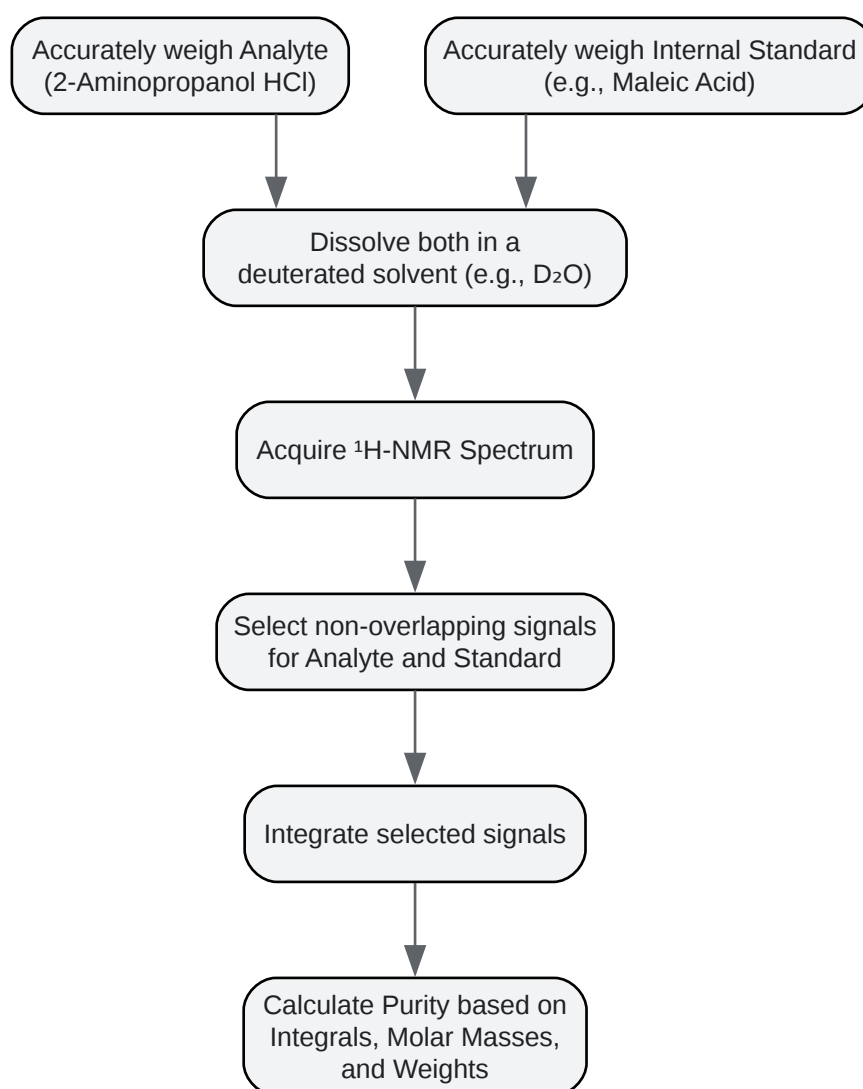 Accurately weigh Analyte
(2-Aminopropanol HCl)
Accurately weigh Internal Standard
(e.g., Maleic Acid)
Dissolve both in a
deuterated solvent (e.g., D₂O)
Acquire ¹H-NMR Spectrum
Select non-overlapping signals
for Analyte and Standard
Integrate selected signals
Calculate Purity based on
Integrals, Molar Masses,
and Weights